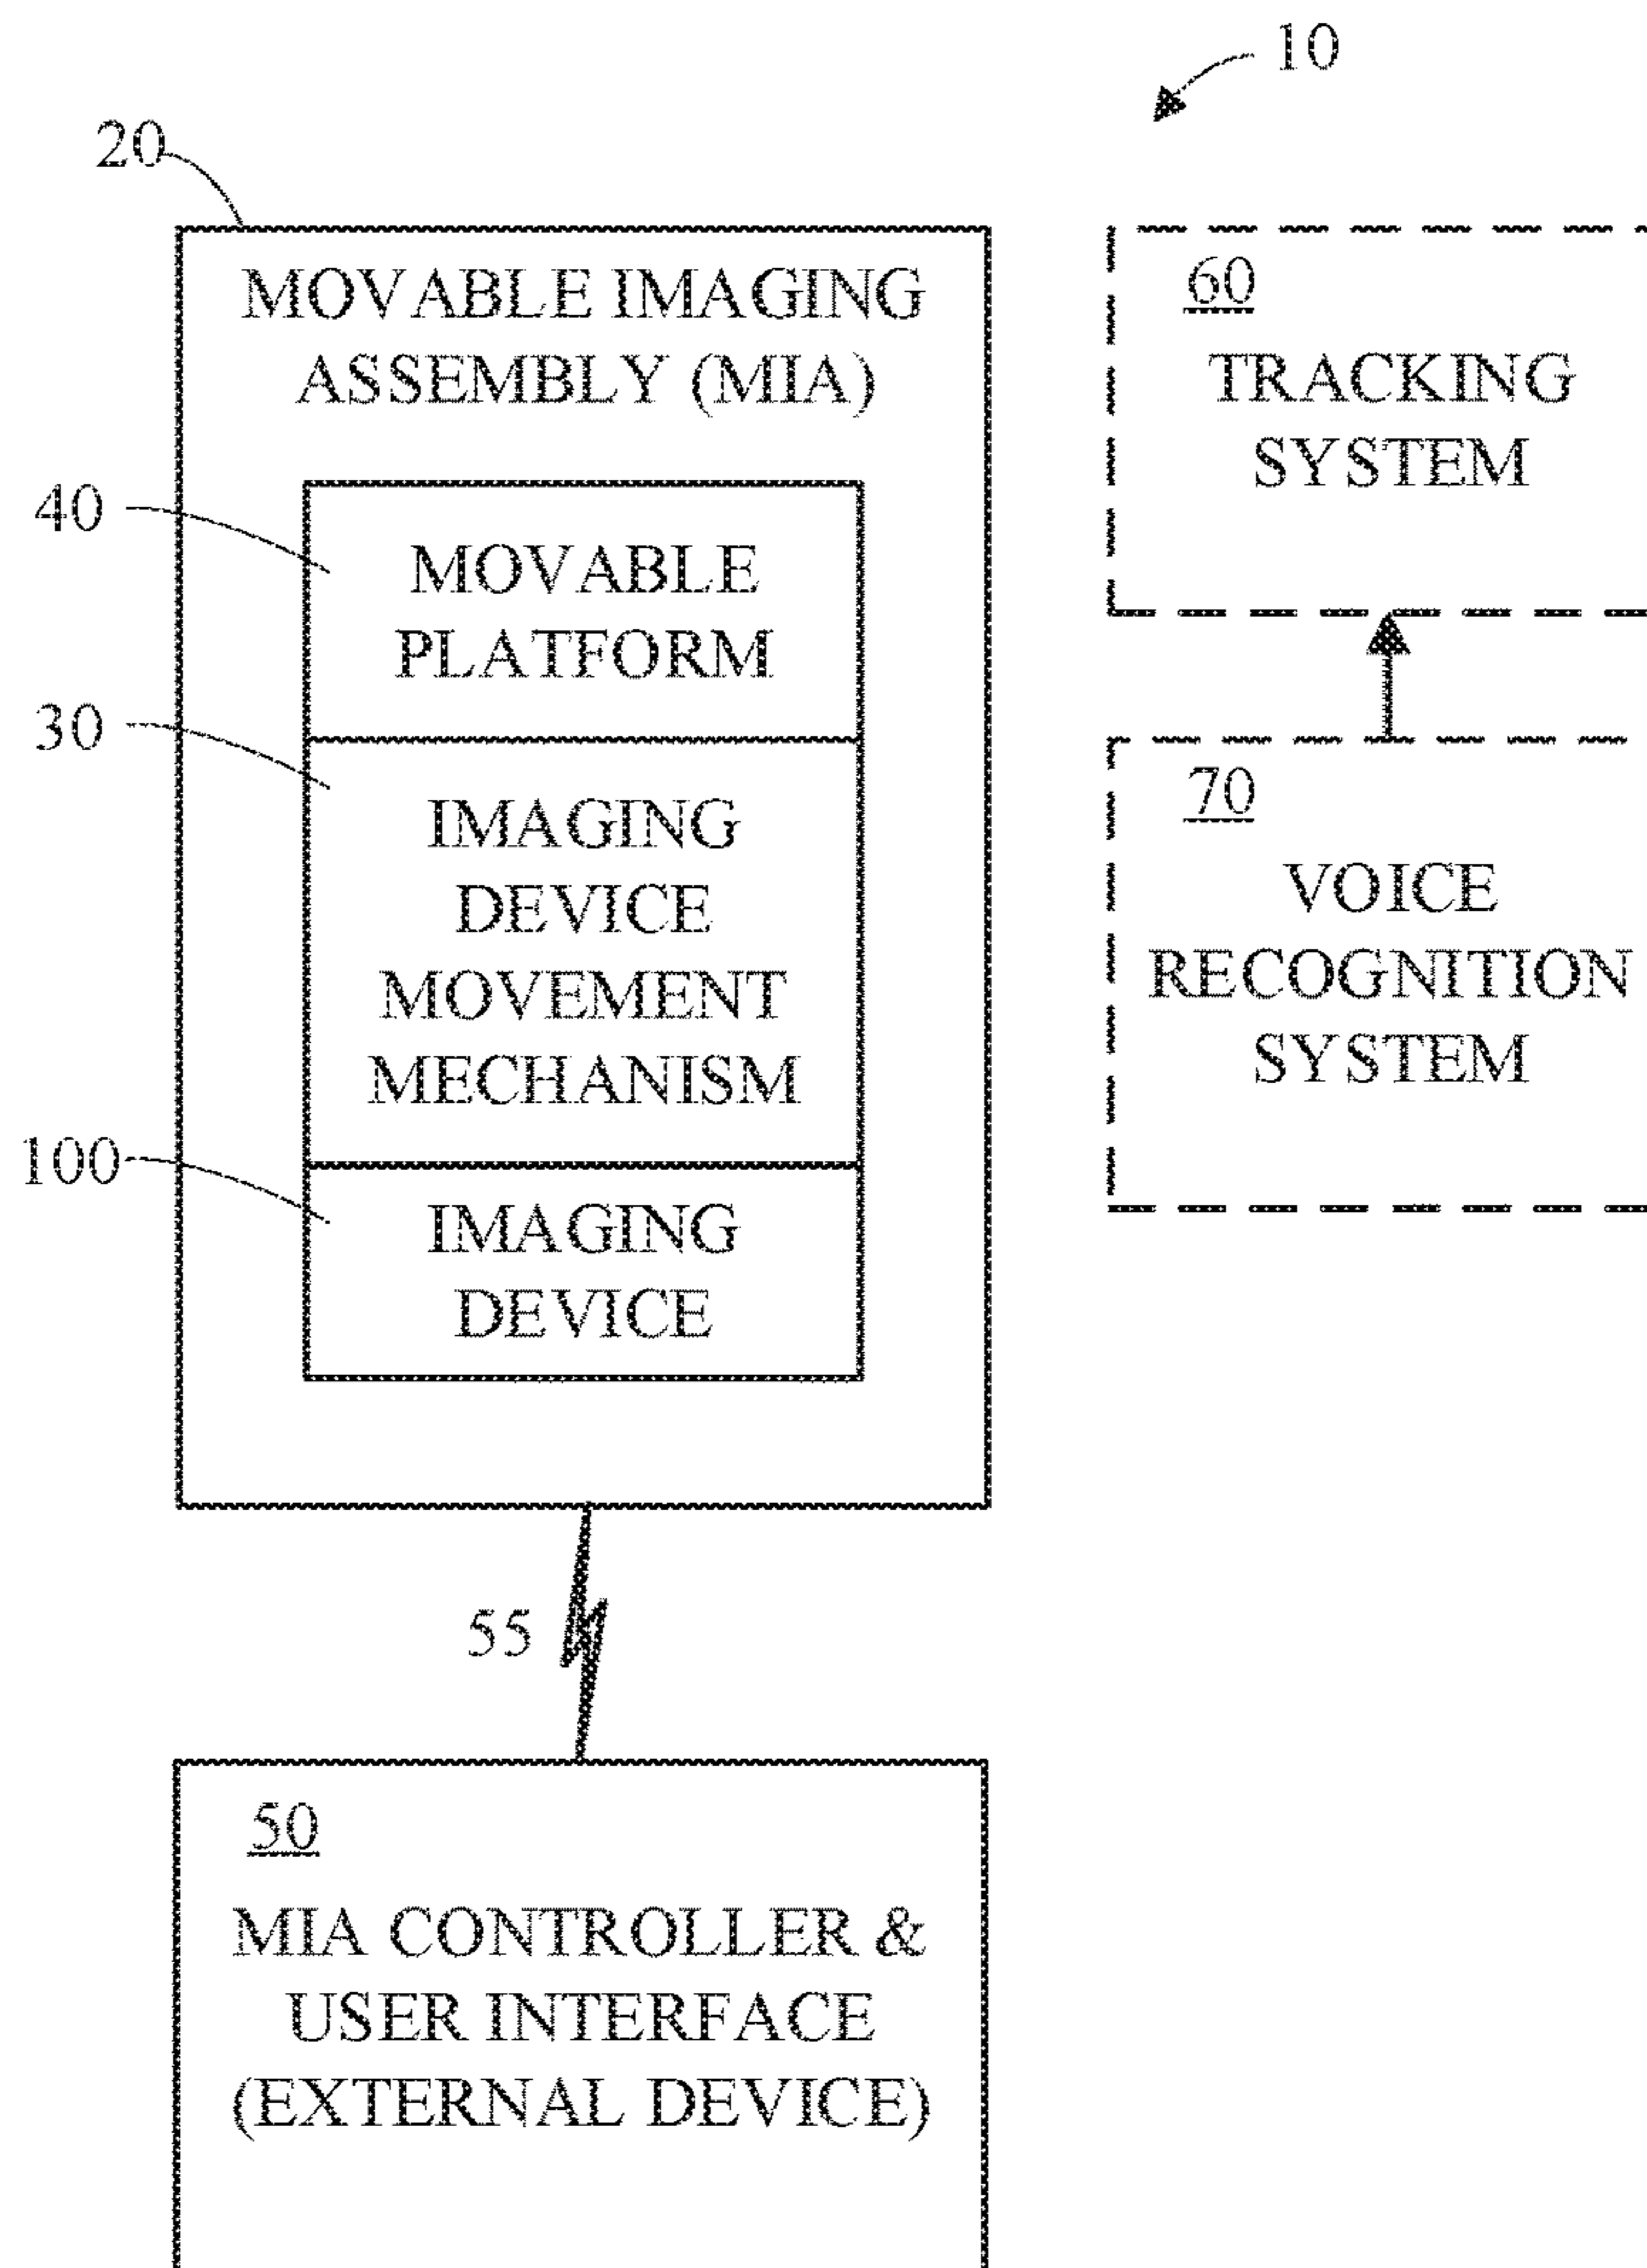 10
20
MOVABLE IMAGING
ASSEMBLY (MIA)
40
MOVABLE
PLATFORM
30
IMAGING
DEVICE
MOVEMENT
MECHANISM
100
IMAGING
DEVICE
60
TRACKING
SYSTEM
70
VOICE
RECOGNITION
SYSTEM
55
50
MIA CONTROLLER &
USER INTERFACE
(EXTERNAL DEVICE)